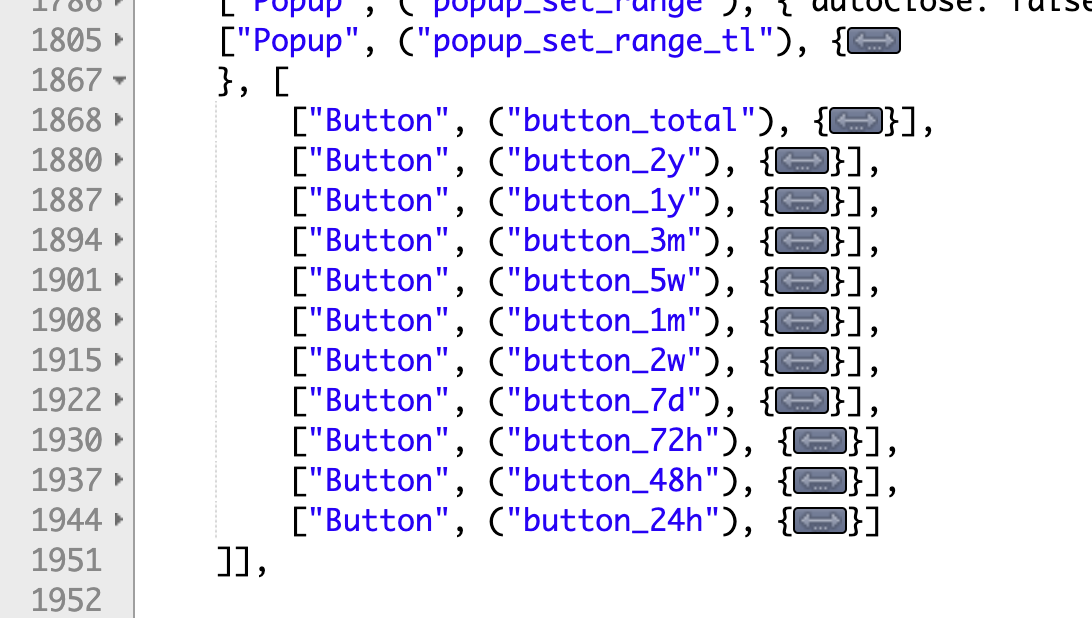 1786 ["Popup", ("popup_set_range"), { autoClose: false
1805 ["Popup", ("popup_set_range_tl"), {
1867 }, [
1868 ["Button", ("button_total"), {}],
1880 ["Button", ("button_2y"), {}],
1887 ["Button", ("button_1y"), {}],
1894 ["Button", ("button_3m"), {}],
1901 ["Button", ("button_5w"), {}],
1908 ["Button", ("button_1m"), {}],
1915 ["Button", ("button_2w"), {}],
1922 ["Button", ("button_7d"), {}],
1930 ["Button", ("button_72h"), {}],
1937 ["Button", ("button_48h"), {}],
1944 ["Button", ("button_24h"), {}]
1951 ]],
1952